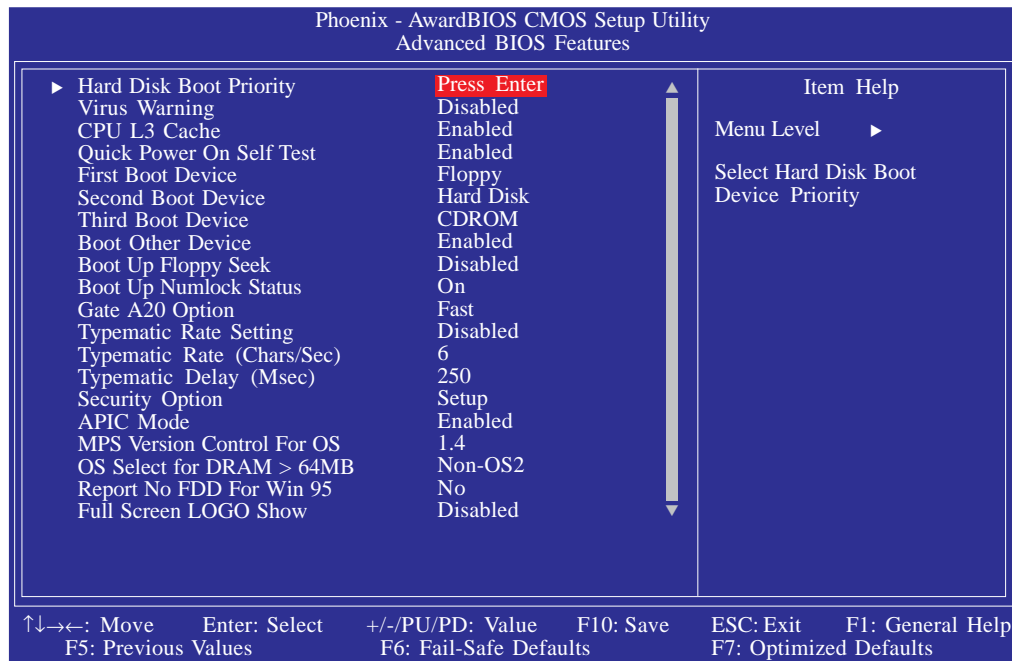 Phoenix - AwardBIOS CMOS Setup Utility
Advanced BIOS Features
▶ Hard Disk Boot Priority Press Enter
Virus Warning Disabled
CPU L3 Cache Enabled
Quick Power On Self Test Enabled
First Boot Device Floppy
Second Boot Device Hard Disk
Third Boot Device CDROM
Boot Other Device Enabled
Boot Up Floppy Seek Disabled
Boot Up Numlock Status On
Gate A20 Option Fast
Typematic Rate Setting Disabled
Typematic Rate (Chars/Sec) 6
Typematic Delay (Msec) 250
Security Option Setup
APIC Mode Enabled
MPS Version Control For OS 1.4
OS Select for DRAM > 64MB Non-OS2
Report No FDD For Win 95 No
Full Screen LOGO Show Disabled
Item Help
Menu Level ▶
Select Hard Disk Boot
Device Priority
↑↓→←: Move Enter: Select +/-/PU/PD: Value F10: Save ESC: Exit F1: General Help
F5: Previous Values F6: Fail-Safe Defaults F7: Optimized Defaults